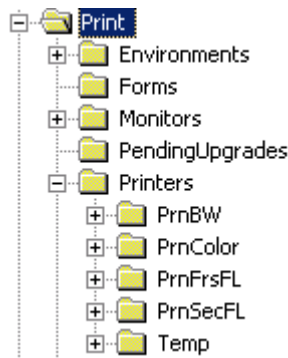 Print
Environments
Forms
Monitors
PendingUpgrades
Printers
PrnBW
PrnColor
PrnFrsFL
PrnSecFL
Temp